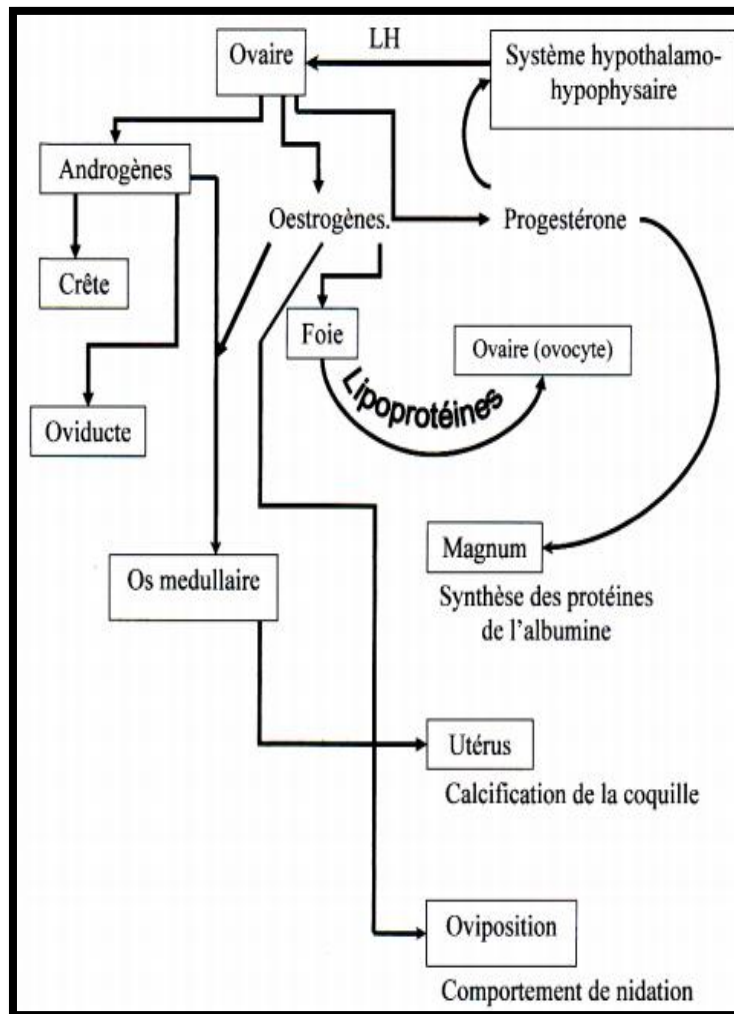 LH
Ovaire
Système hypothalamo-
hypophysaire
Androgènes
Oestrogènes.
Progestérone
Crête
Foie
Ovaire (ovocyte)
Lipoprotéines
Oviducte
Magnum
Os medullaire
Synthèse des protéines
de l'albumine
Utérus
Calcification de la coquille
Oviposition
Comportement de nidation